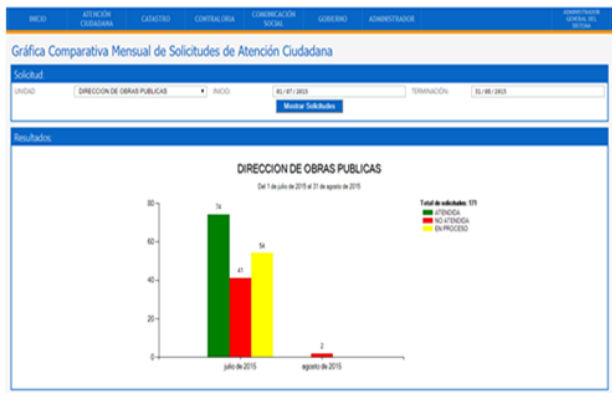 INICIO
ATENCIÓN CIUDADANA
CATASTRO
CONTRALORIA
COMUNICACIÓN SOCIAL
GOBIERNO
ADMINISTRADOR
ADMINISTRADOR GENERAL DEL SISTEMA
Gráfica Comparativa Mensual de Solicitudes de Atención Ciudadana
Solicitud:
UNIDAD DIRECCION DE OBRAS PUBLICAS INICIO: 01/07/2015 TERMINACIÓN: 31/08/2015
Mostrar Solicitudes
Resultados:
DIRECCION DE OBRAS PUBLICAS
Del 1 de julio de 2015 al 31 de agosto de 2015
Total de solicitudes: 171
ATENDIDA
NO ATENDIDA
EN PROCESO
80
60
40
20
0
74
41
54
2
julio de 2015
agosto de 2015